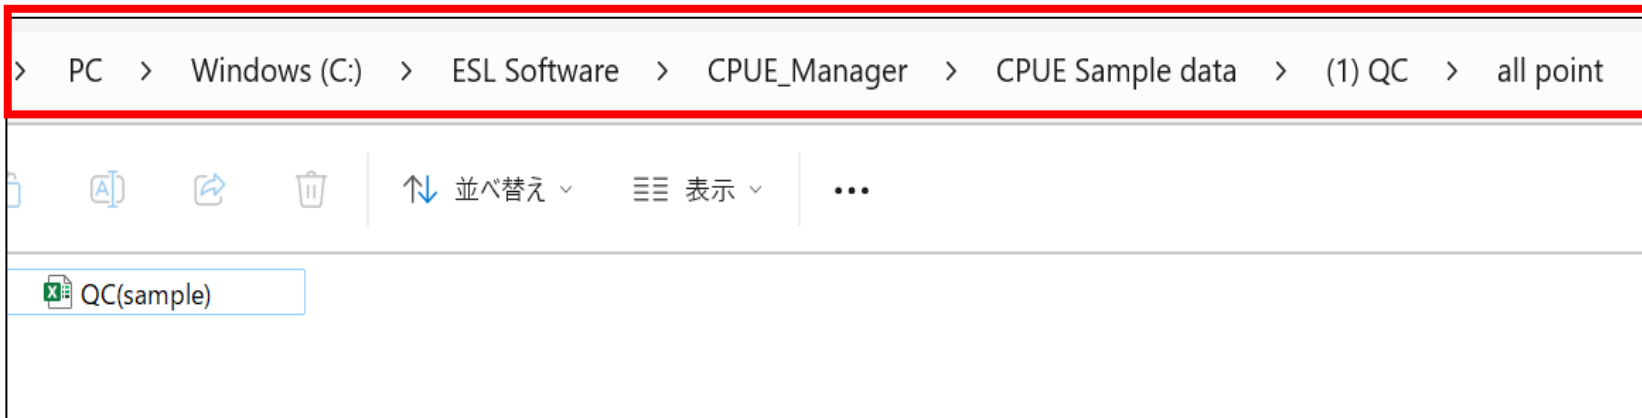 > PC > Windows (C:) > ESL Software > CPUE_Manager > CPUE Sample data > (1) QC > all point
並べ替え 表示 •••
QC(sample)